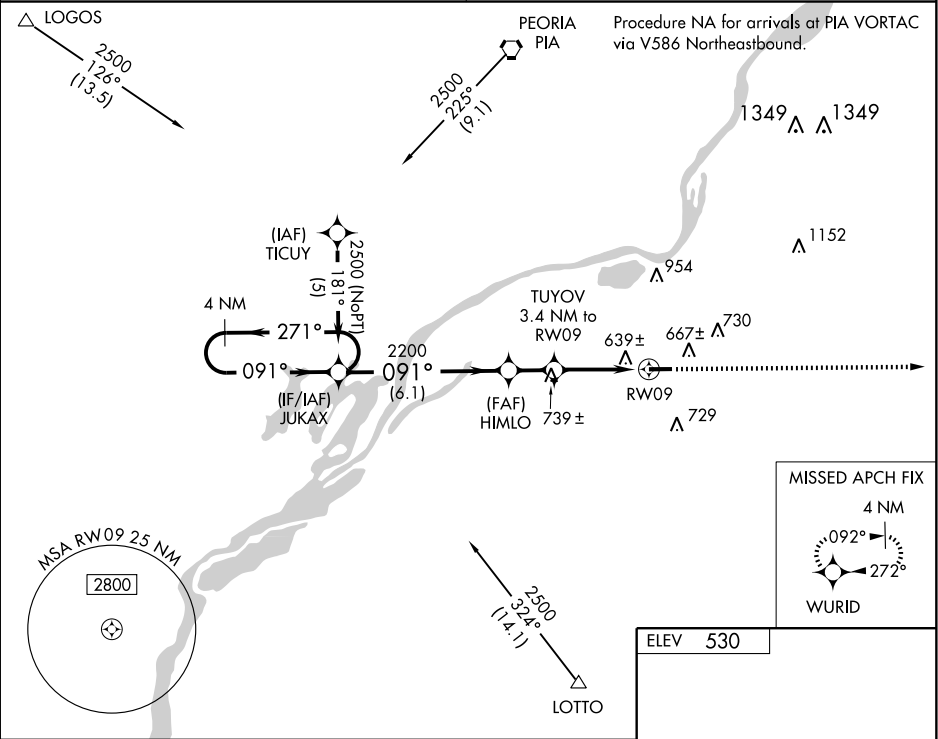 LOGOS
2500
126°
(13.5)
PEORIA
PIA
2500
225°
(9.1)
Procedure NA for arrivals at PIA VORTAC
via V586 Northeastbound.
1349
1349
1152
954
(IAF)
TICUY
2500 (NoPT)
181°
(5)
4 NM
271°
091°
(IF/IAF)
JUKAX
2200
091°
(6.1)
(FAF)
HIMLO
TUYOV
3.4 NM to
RW09
739 ±
639 ±
667 ±
730
RW09
729
MSA RW09 25 NM
2800
2500
324°
(14.1)
LOTTO
MISSED APCH FIX
4 NM
092°
272°
WURID
ELEV 530